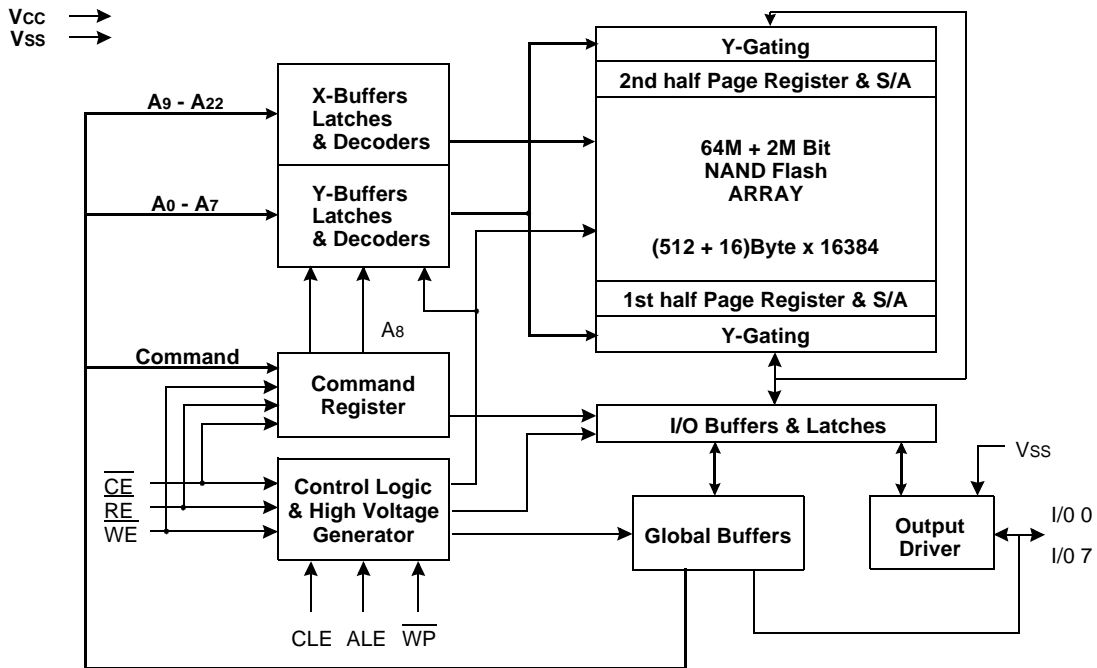 VCC
VSS
Y-Gating
2nd half Page Register & S/A
64M + 2M Bit
NAND Flash
ARRAY
(512 + 16)Byte x 16384
1st half Page Register & S/A
Y-Gating
A9 - A22
X-Buffers
Latches
& Decoders
A0 - A7
Y-Buffers
Latches
& Decoders
A8
Command
Command
Register
I/O Buffers & Latches
VSS
CE
RE
WE
Control Logic
& High Voltage
Generator
Global Buffers
Output
Driver
I/0 0
I/0 7
CLE
ALE
WP